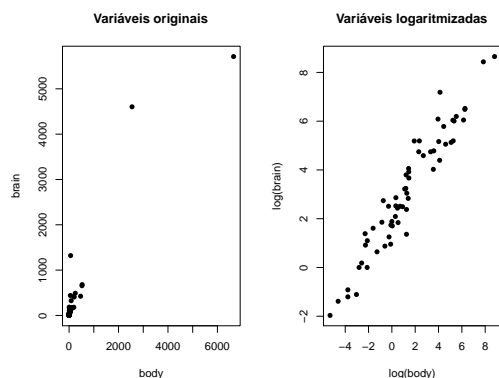 Variáveis originais
brain
0 1000 2000 3000 4000 5000
0 2000 4000 6000
body
Variáveis logaritmizadas
log(brain)
−2 0 2 4 6 8
−4 −2 0 2 4 6 8
log(body)